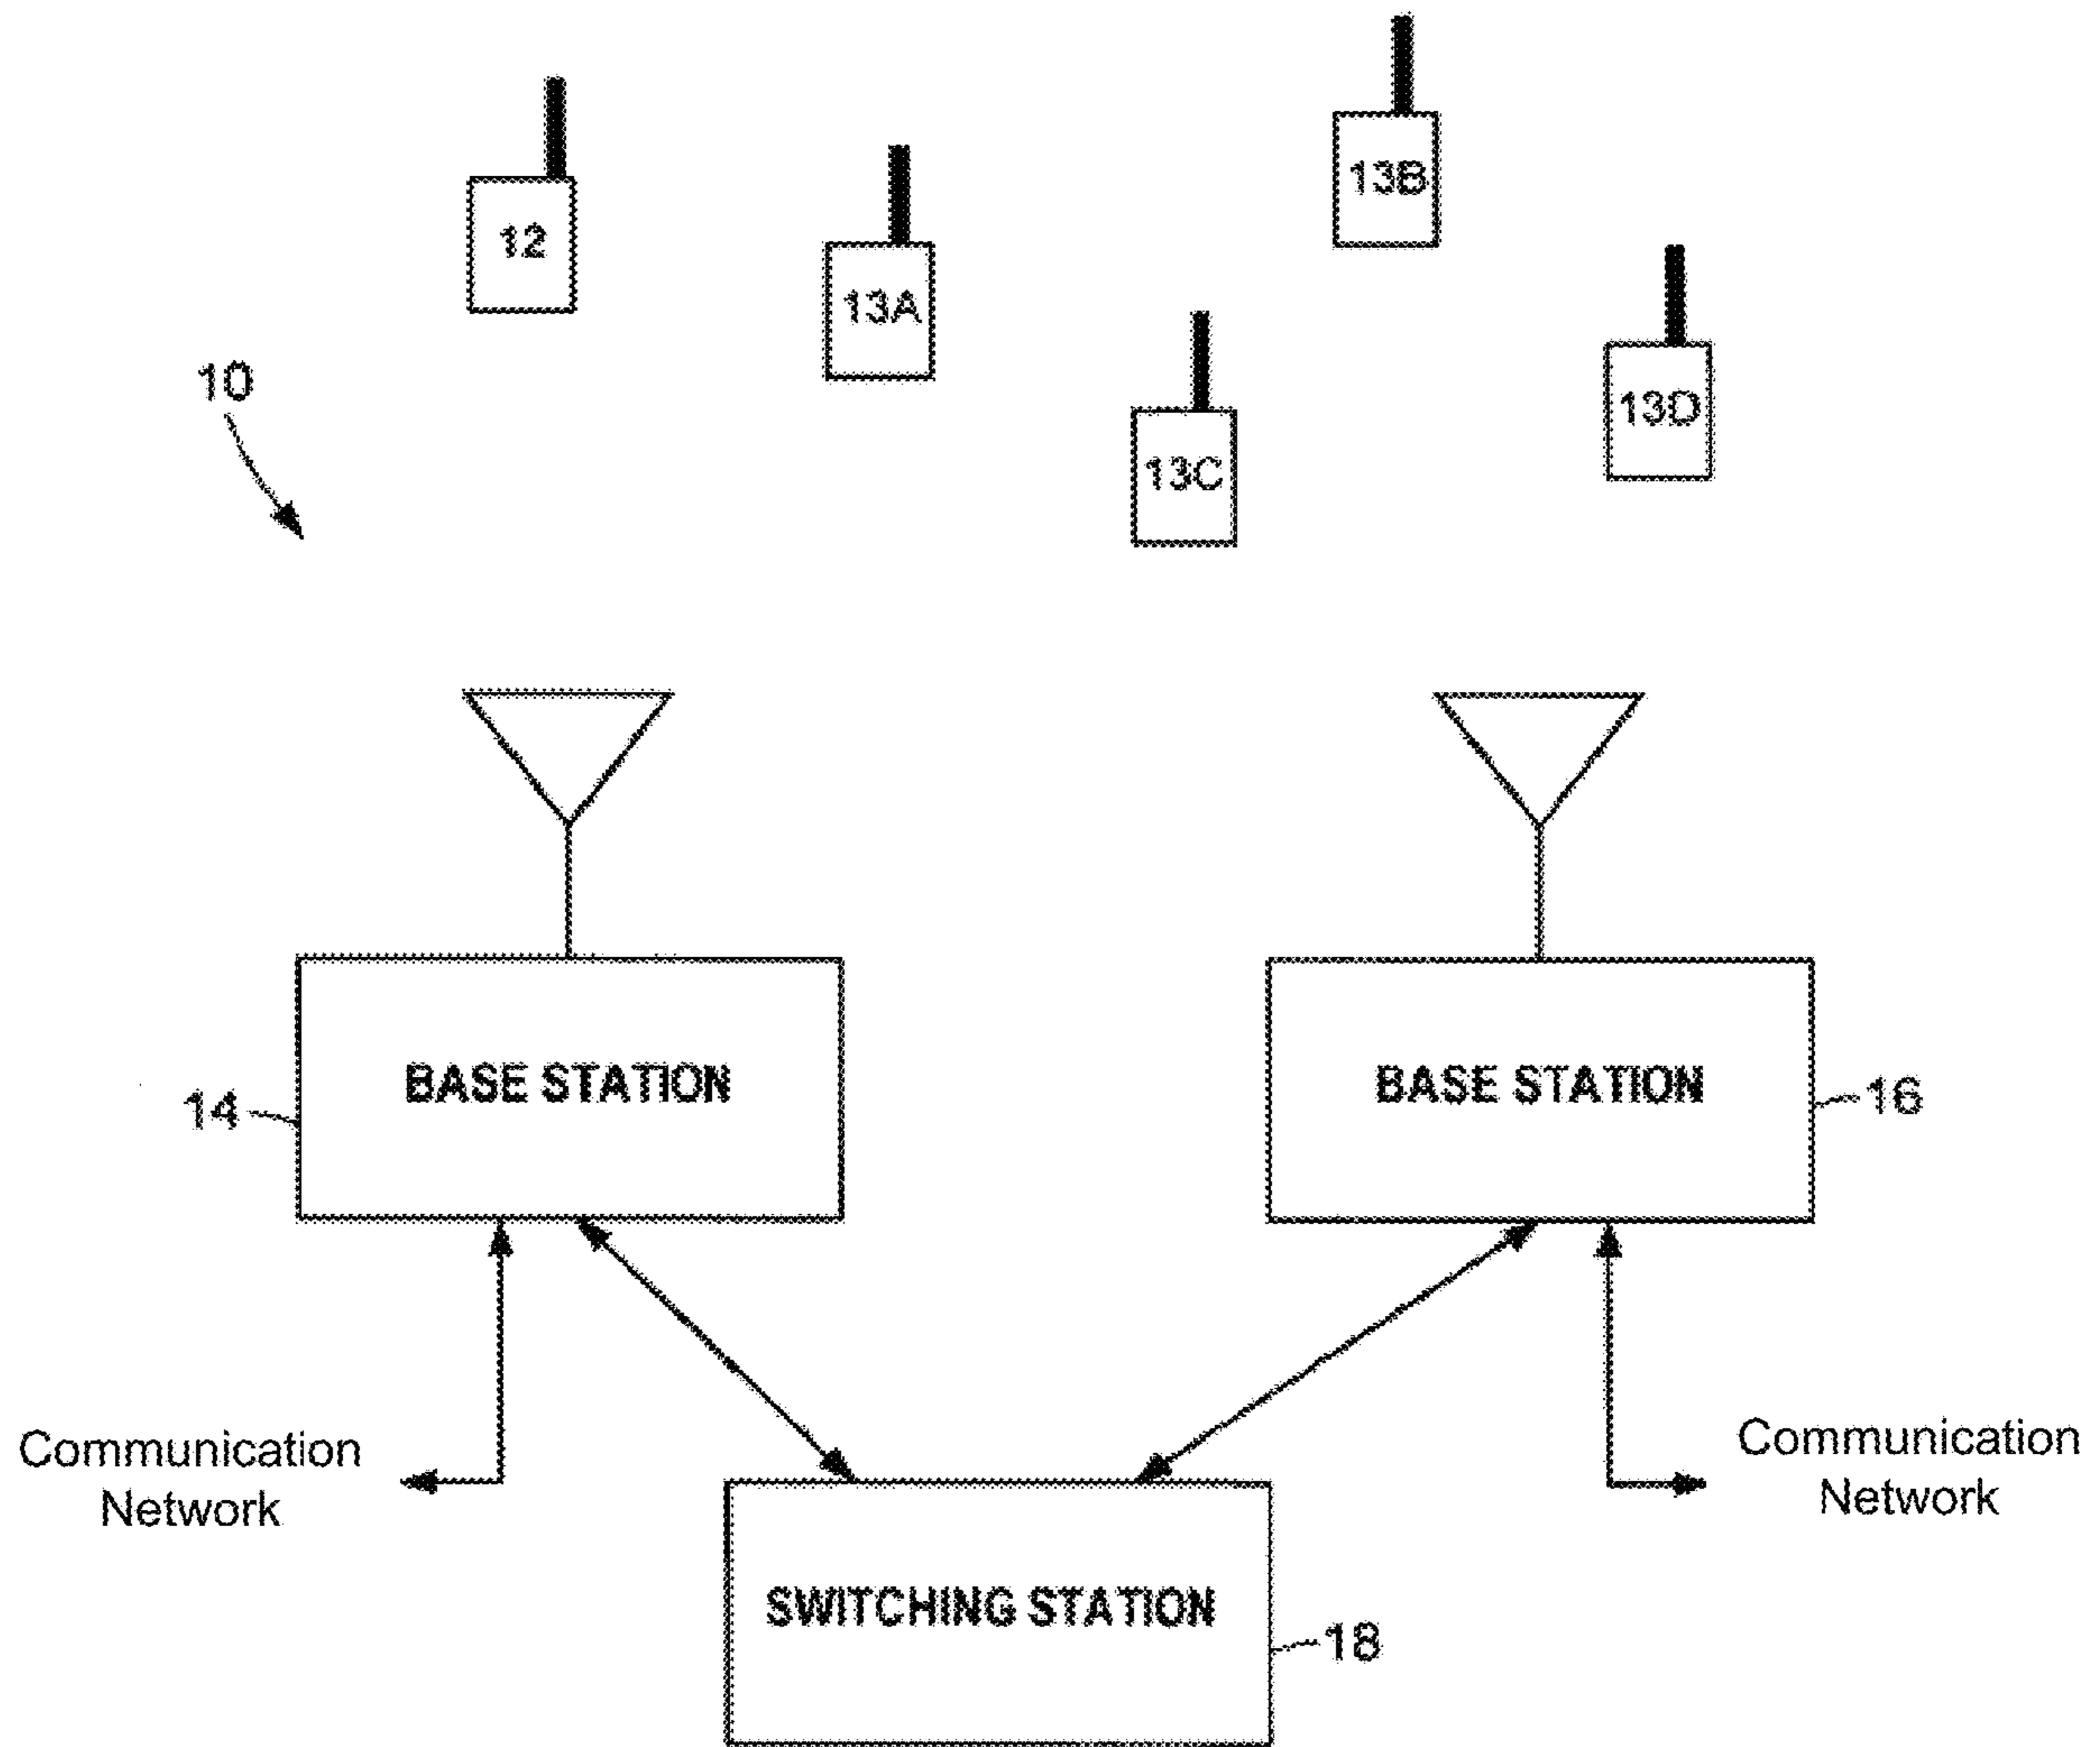 13B
12
13A
10
13D
13C
BASE STATION
BASE STATION
14
16
Communication
Network
Communication
Network
SWITCHING STATION
18